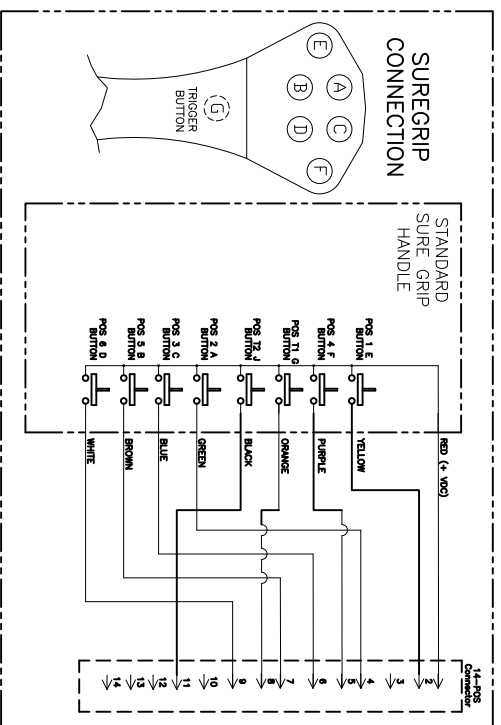 SUREGRIP
CONNECTION
E
A
C
F
B
D
G
TRIGGER
BUTTON
STANDARD
SURE GRIP
HANDLE
POS 1 E
BUTTON
POS 4 F
BUTTON
POS T1 G
BUTTON
POS T2 J
BUTTON
POS 2 A
BUTTON
POS 3 C
BUTTON
POS 5 B
BUTTON
POS 6 D
BUTTON
RED (+ VDC)
YELLOW
PURPLE
ORANGE
BLACK
GREEN
BLUE
BROWN
WHITE
14-POS
Connector
2
3
4
5
6
7
8
9
10
11
12
13
14